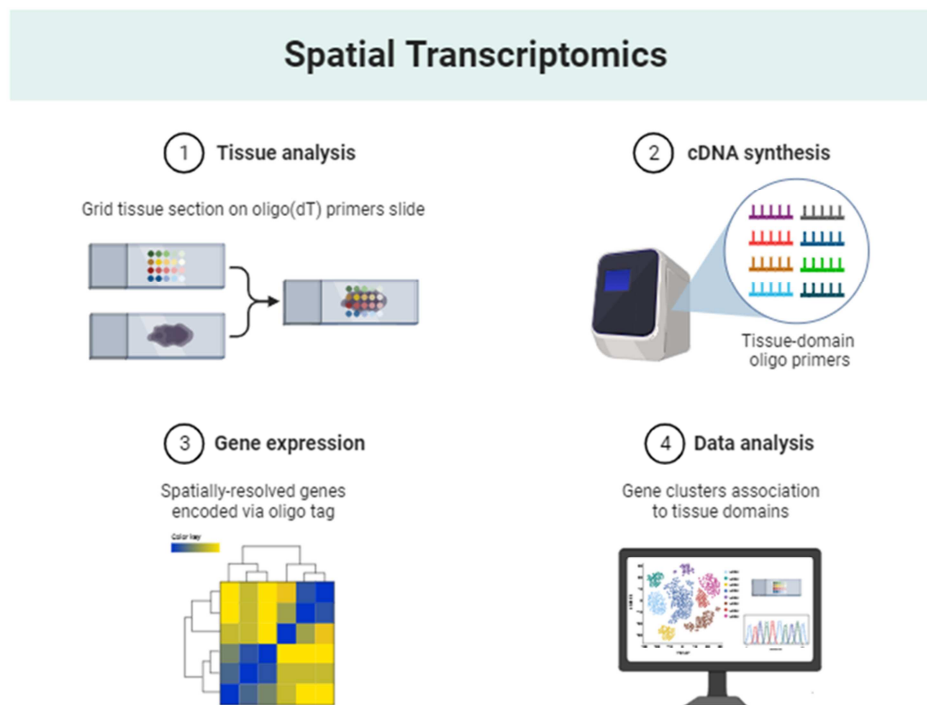 Spatial Transcriptomics
1 Tissue analysis
Grid tissue section on oligo(dT) primers slide
2 cDNA synthesis
Tissue-domain
oligo primers
3 Gene expression
Spatially-resolved genes
encoded via oligo tag
Color key
4 Data analysis
Gene clusters association
to tissue domains